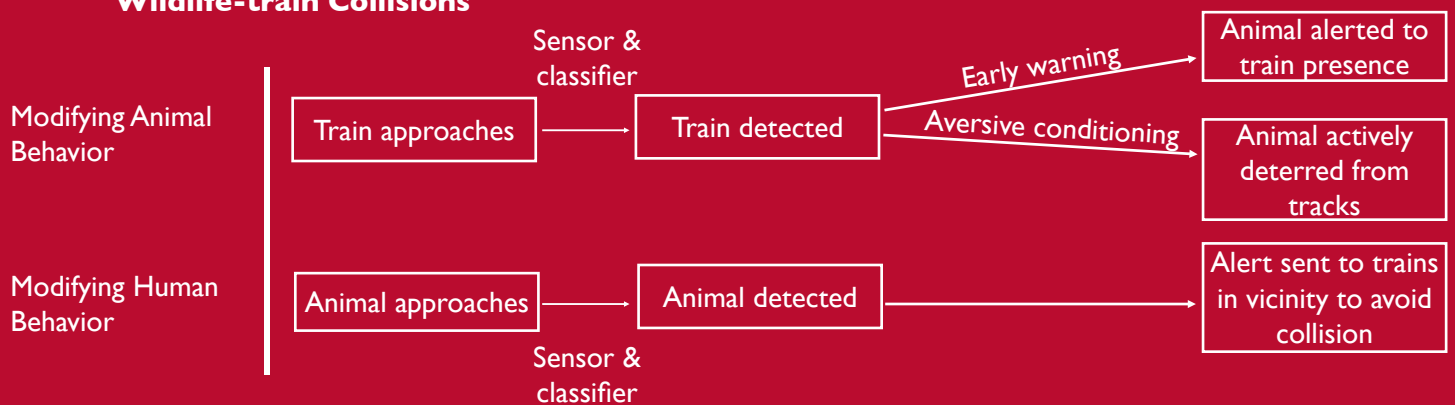 Wildlife-train Collisions
Sensor &
classifier
Modifying Animal
Behavior
Train approaches
Train detected
Early warning
Aversive conditioning
Animal alerted to
train presence
Animal actively
deterred from
tracks
Modifying Human
Behavior
Animal approaches
Animal detected
Alert sent to trains
in vicinity to avoid
collision
Sensor &
classifier